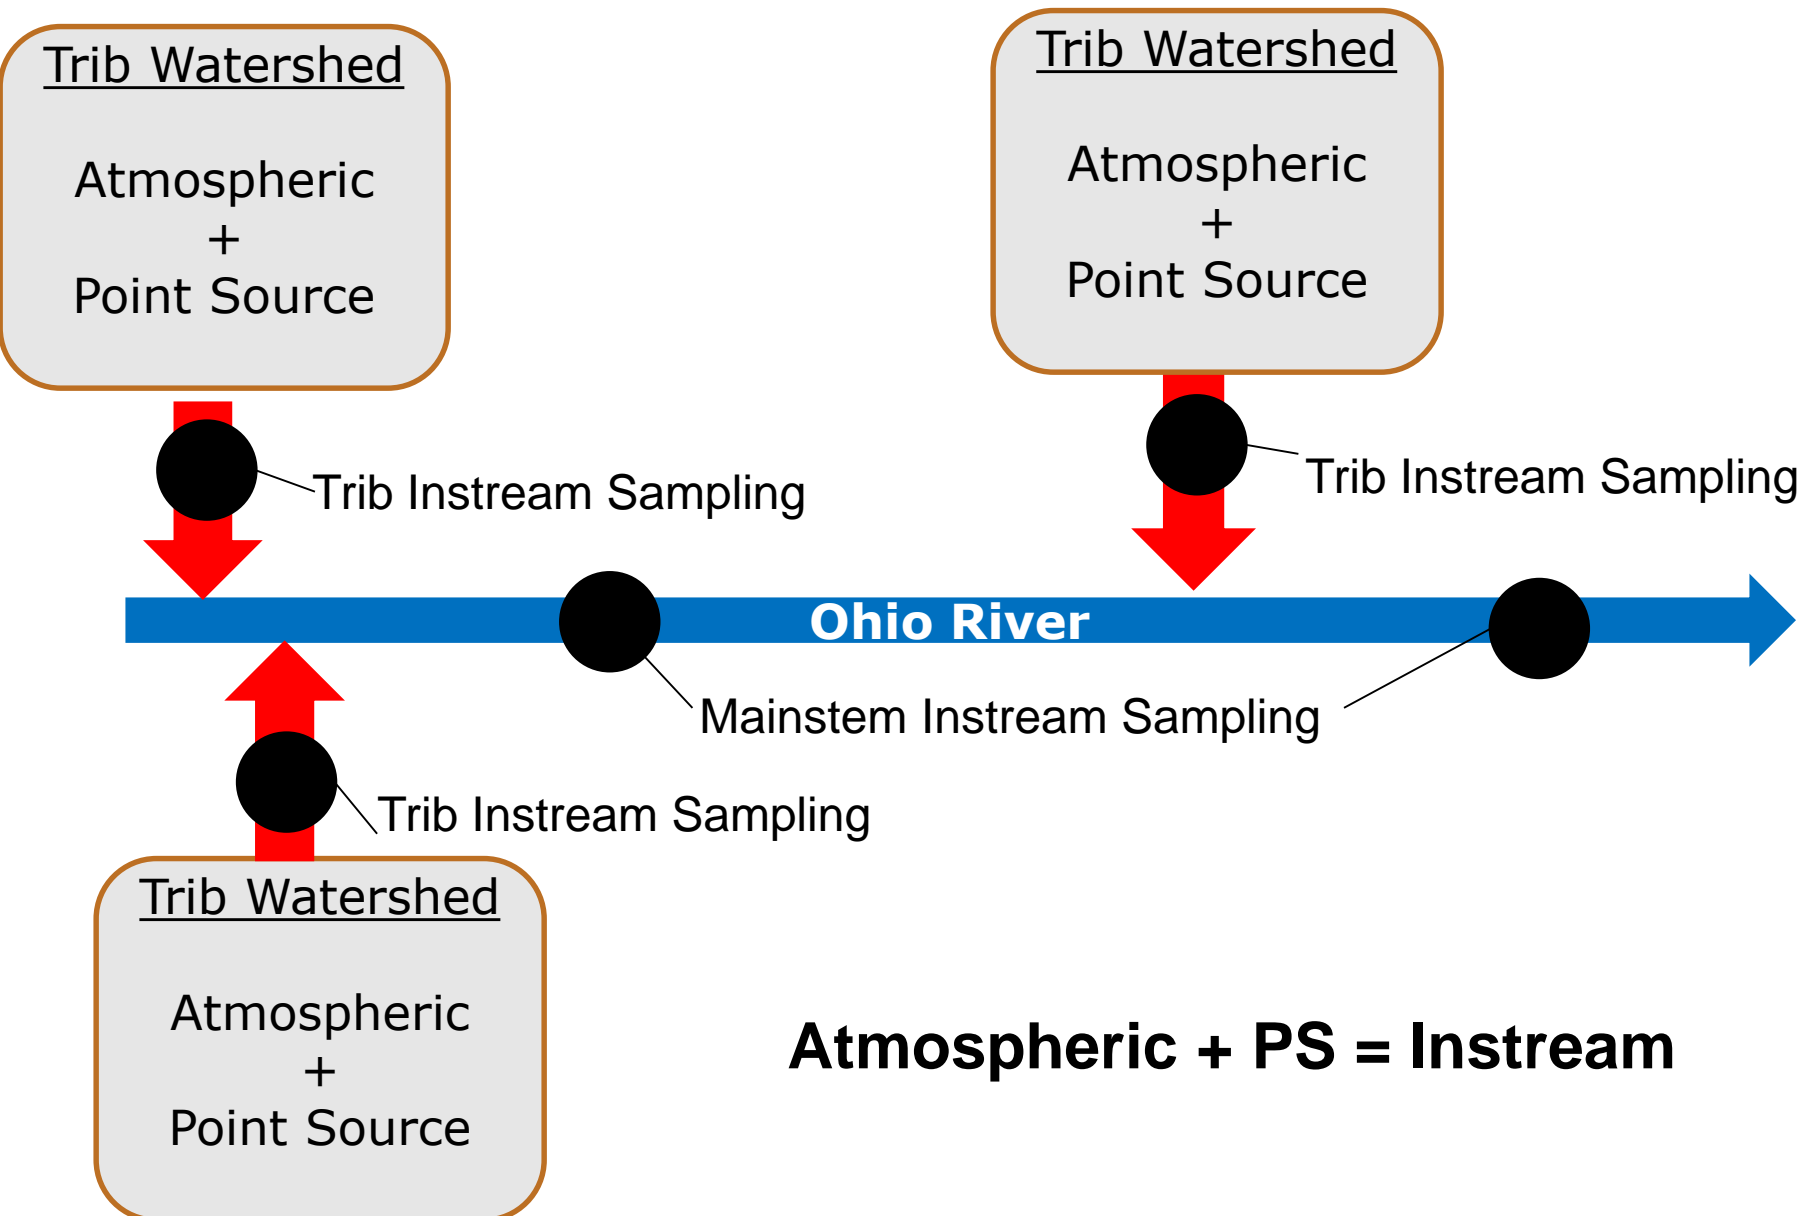 Trib Watershed
Atmospheric
+
Point Source
Trib Watershed
Atmospheric
+
Point Source
Trib Instream Sampling
Trib Instream Sampling
Ohio River
Mainstem Instream Sampling
Trib Instream Sampling
Trib Watershed
Atmospheric
+
Point Source
Atmospheric + PS = Instream